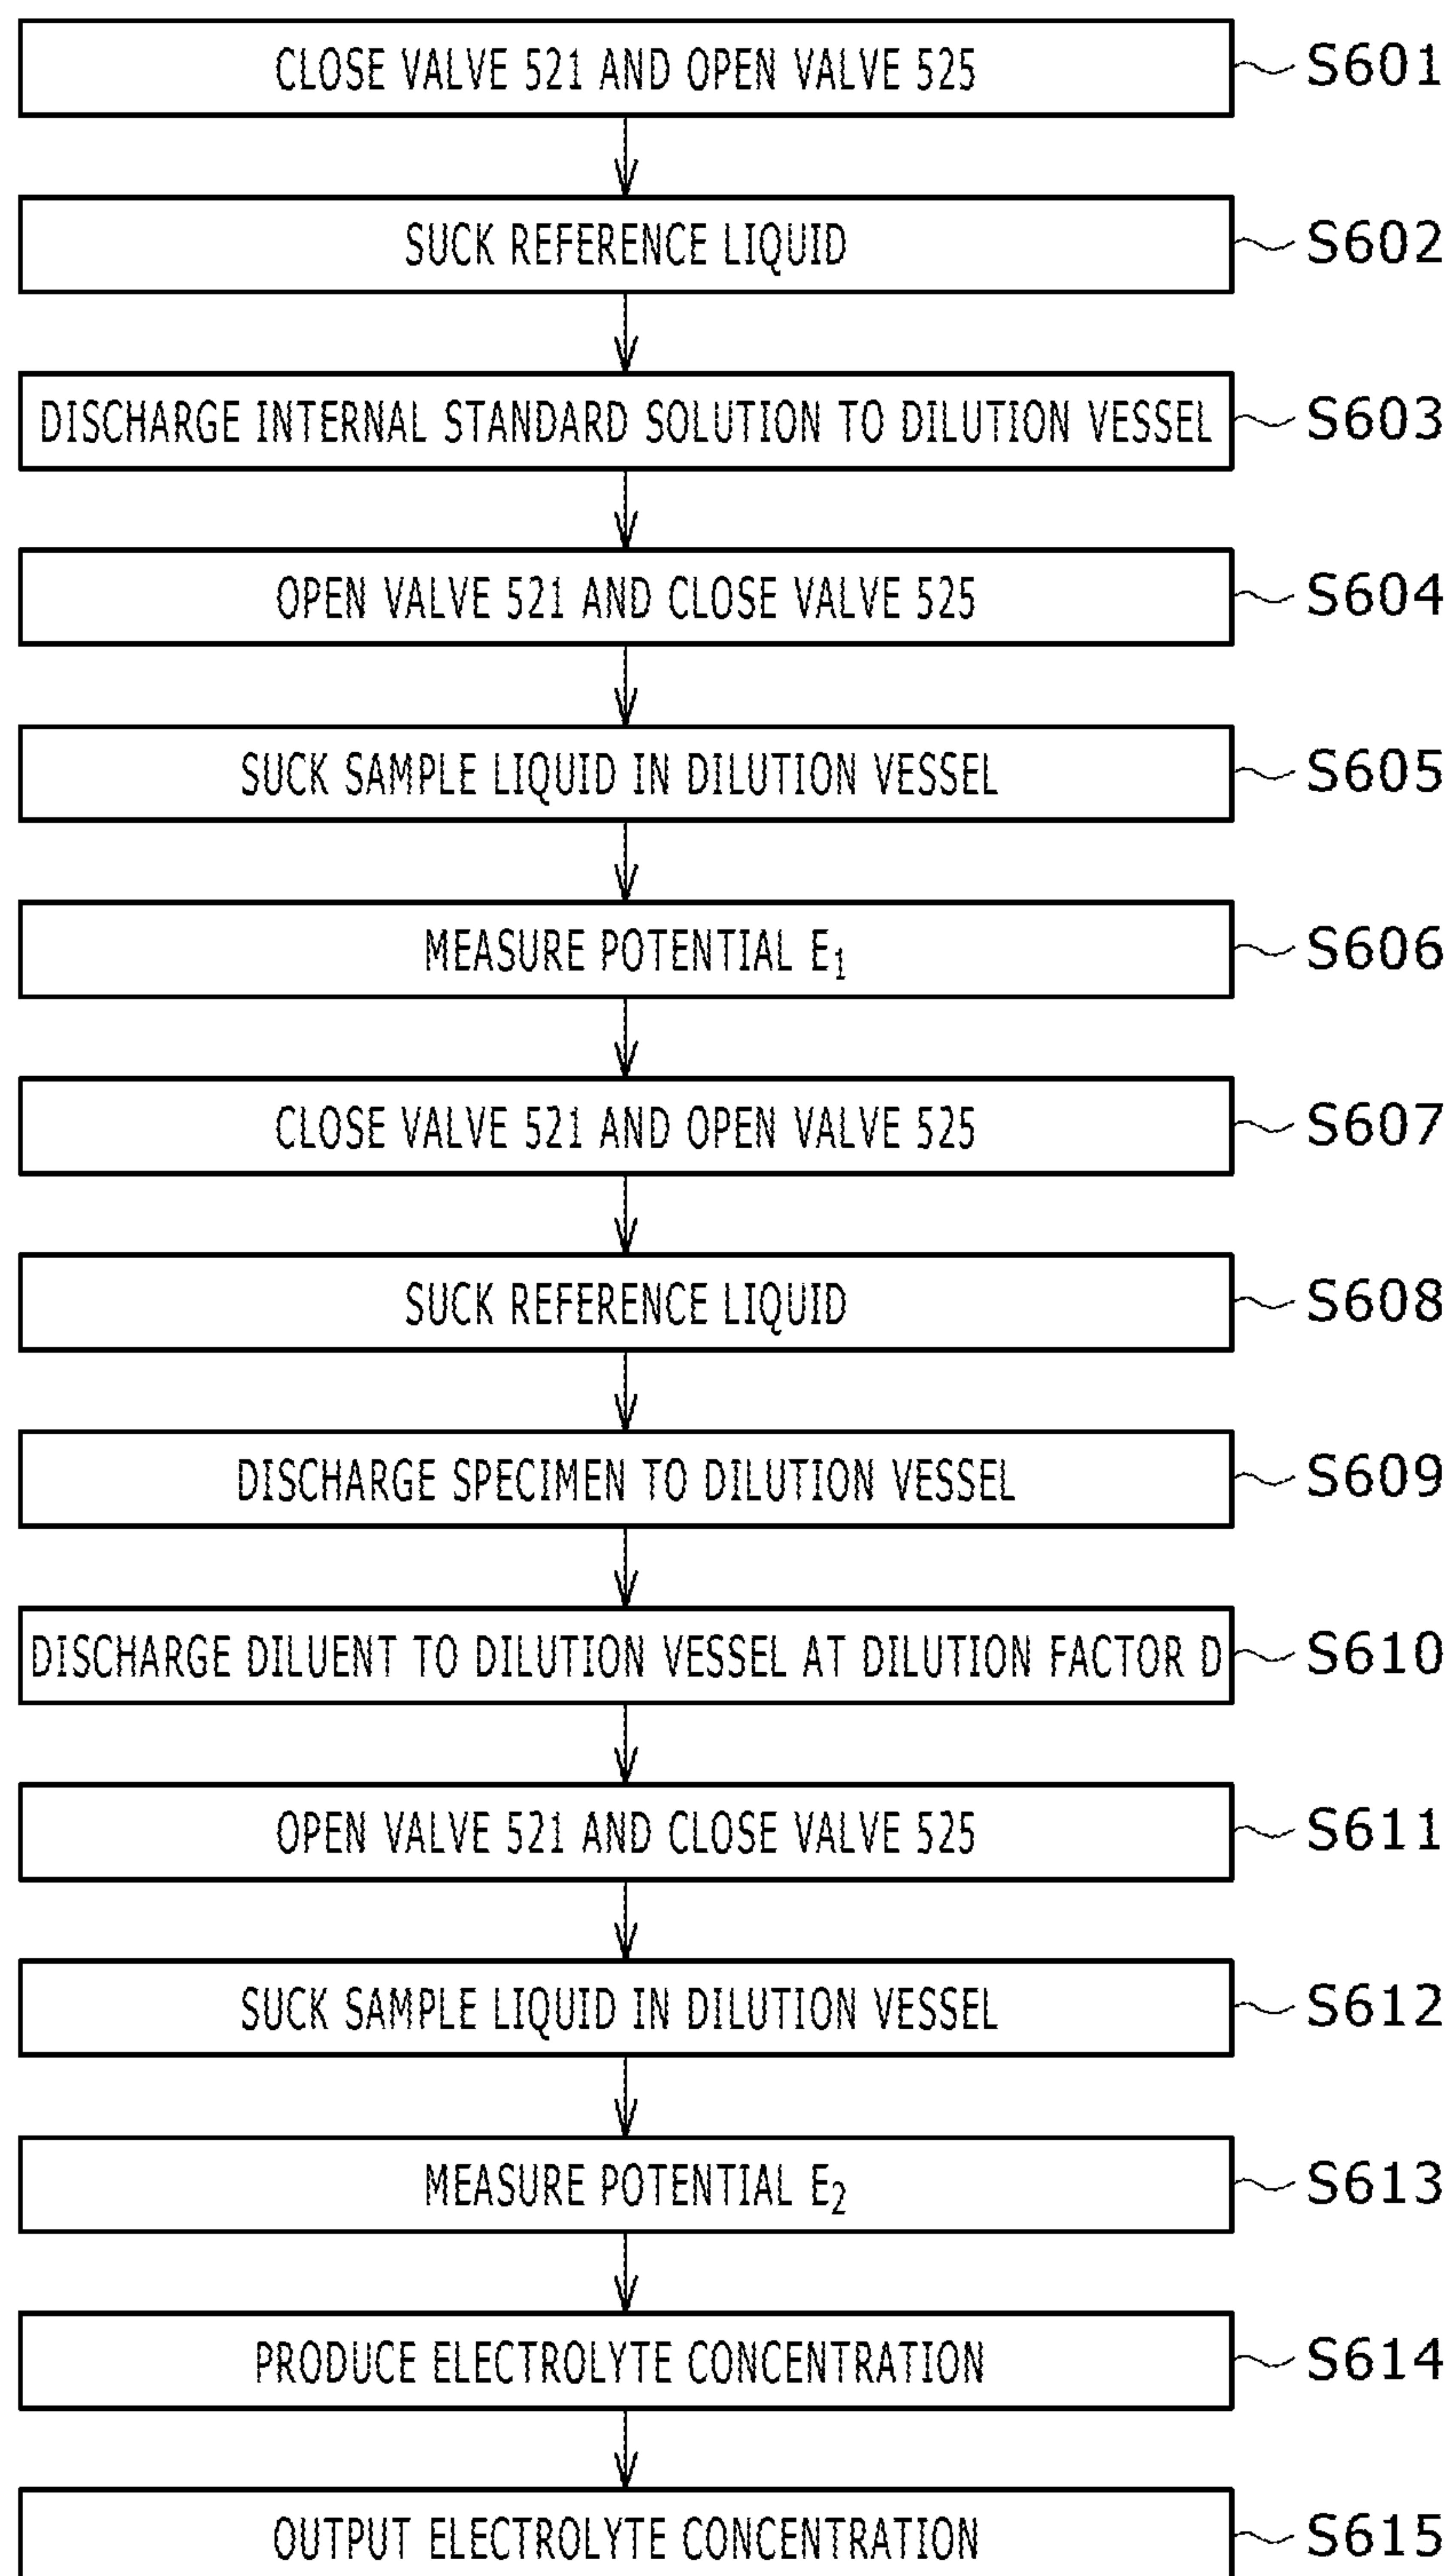 CLOSE VALVE 521 AND OPEN VALVE 525 S601
SUCK REFERENCE LIQUID S602
DISCHARGE INTERNAL STANDARD SOLUTION TO DILUTION VESSEL S603
OPEN VALVE 521 AND CLOSE VALVE 525 S604
SUCK SAMPLE LIQUID IN DILUTION VESSEL S605
MEASURE POTENTIAL E₁ S606
CLOSE VALVE 521 AND OPEN VALVE 525 S607
SUCK REFERENCE LIQUID S608
DISCHARGE SPECIMEN TO DILUTION VESSEL S609
DISCHARGE DILUENT TO DILUTION VESSEL AT DILUTION FACTOR D S610
OPEN VALVE 521 AND CLOSE VALVE 525 S611
SUCK SAMPLE LIQUID IN DILUTION VESSEL S612
MEASURE POTENTIAL E₂ S613
PRODUCE ELECTROLYTE CONCENTRATION S614
OUTPUT ELECTROLYTE CONCENTRATION S615